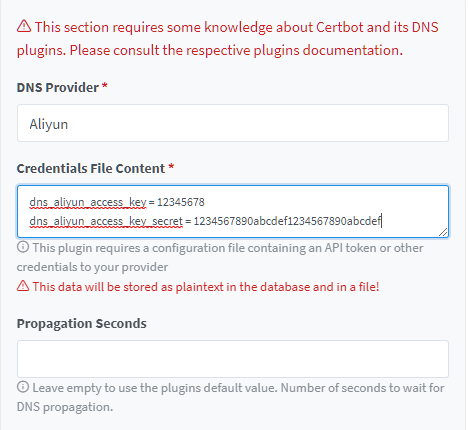 This section requires some knowledge about Certbot and its DNS
plugins. Please consult the respective plugins documentation.
DNS Provider *
Aliyun
Credentials File Content *
dns_aliyun_access_key = 12345678
dns_aliyun_access_key_secret = 1234567890abcdef1234567890abcdef
This plugin requires a configuration file containing an API token or other
credentials to your provider
This data will be stored as plaintext in the database and in a file!
Propagation Seconds
Leave empty to use the plugins default value. Number of seconds to wait for
DNS propagation.